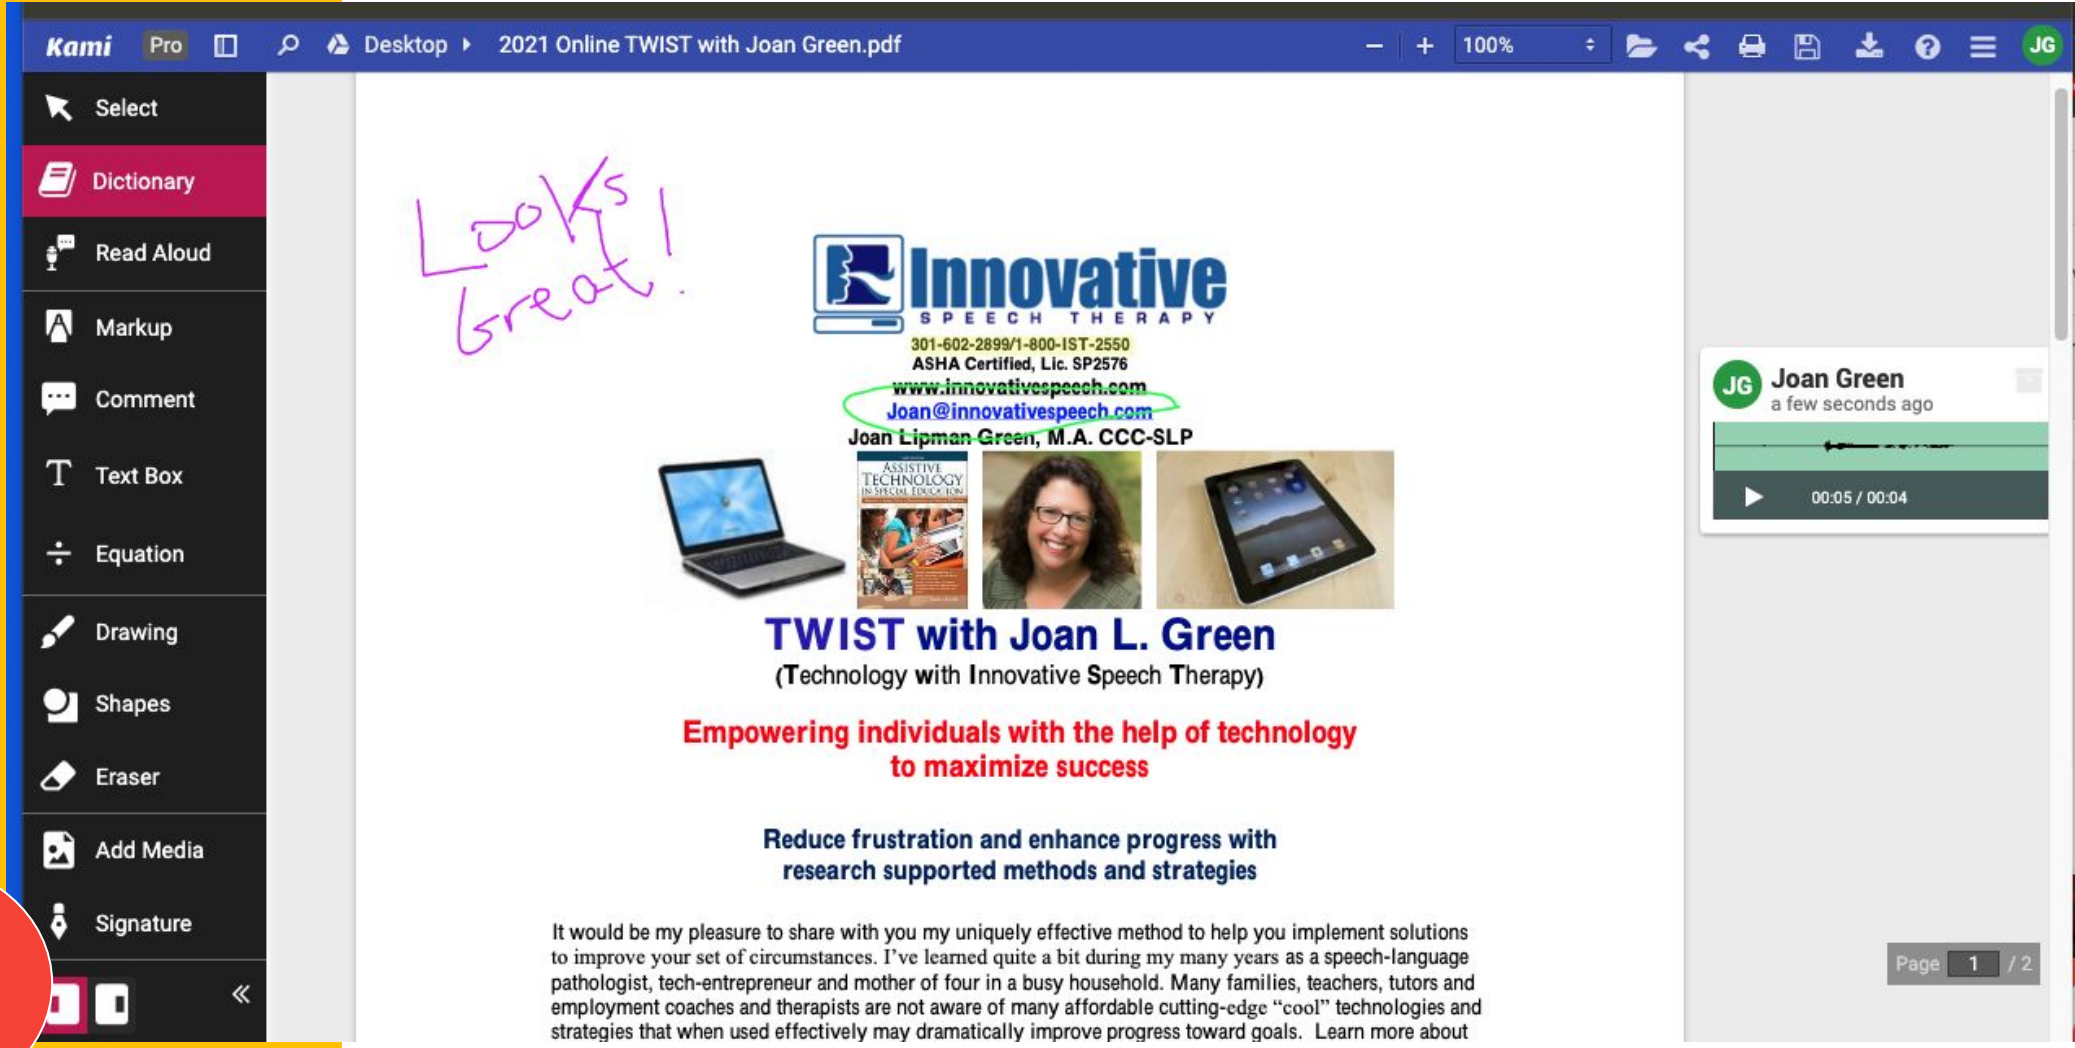 Kami Pro Desktop 2021 Online TWIST with Joan Green.pdf − + 100% JG
Select
Dictionary
Read Aloud
Markup
Comment
Text Box
Equation
Drawing
Shapes
Eraser
Add Media
Signature
Looks
Great!
Innovative
SPEECH THERAPY
301-602-2899/1-800-IST-2550
ASHA Certified, Lic. SP2576
www.innovativespeech.com
Joan@innovativespeech.com
Joan Lipman Green, M.A. CCC-SLP
ASSISTIVE
TECHNOLOGY
IN SPECIAL EDUCATION
TWIST with Joan L. Green
(Technology with Innovative Speech Therapy)
Empowering individuals with the help of technology
to maximize success
Reduce frustration and enhance progress with
research supported methods and strategies
It would be my pleasure to share with you my uniquely effective method to help you implement solutions
to improve your set of circumstances. I’ve learned quite a bit during my many years as a speech-language
pathologist, tech-entrepreneur and mother of four in a busy household. Many families, teachers, tutors and
employment coaches and therapists are not aware of many affordable cutting-edge “cool” technologies and
strategies that when used effectively may dramatically improve progress toward goals. Learn more about
JG Joan Green
a few seconds ago
00:05 / 00:04
Page 1 / 2